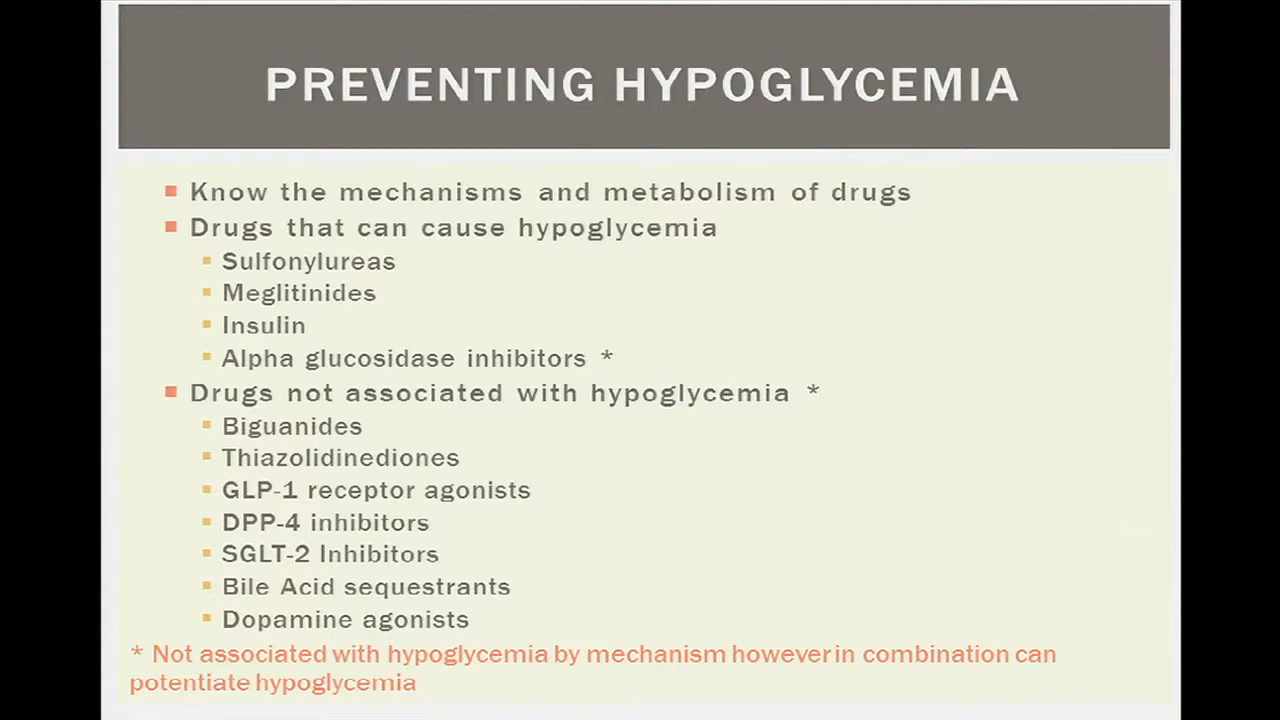 PREVENTING HYPOGLYCEMIA
Know the mechanisms and metabolism of drugs
Drugs that can cause hypoglycemia
Sulfonylureas
Meglitinides
Insulin
Alpha glucosidase inhibitors *
Drugs not associated with hypoglycemia *
Biguanides
Thiazolidinediones
GLP-1 receptor agonists
DPP-4 inhibitors
SGLT-2 Inhibitors
Bile Acid sequestrants
Dopamine agonists
* Not associated with hypoglycemia by mechanism however in combination can
potentiate hypoglycemia